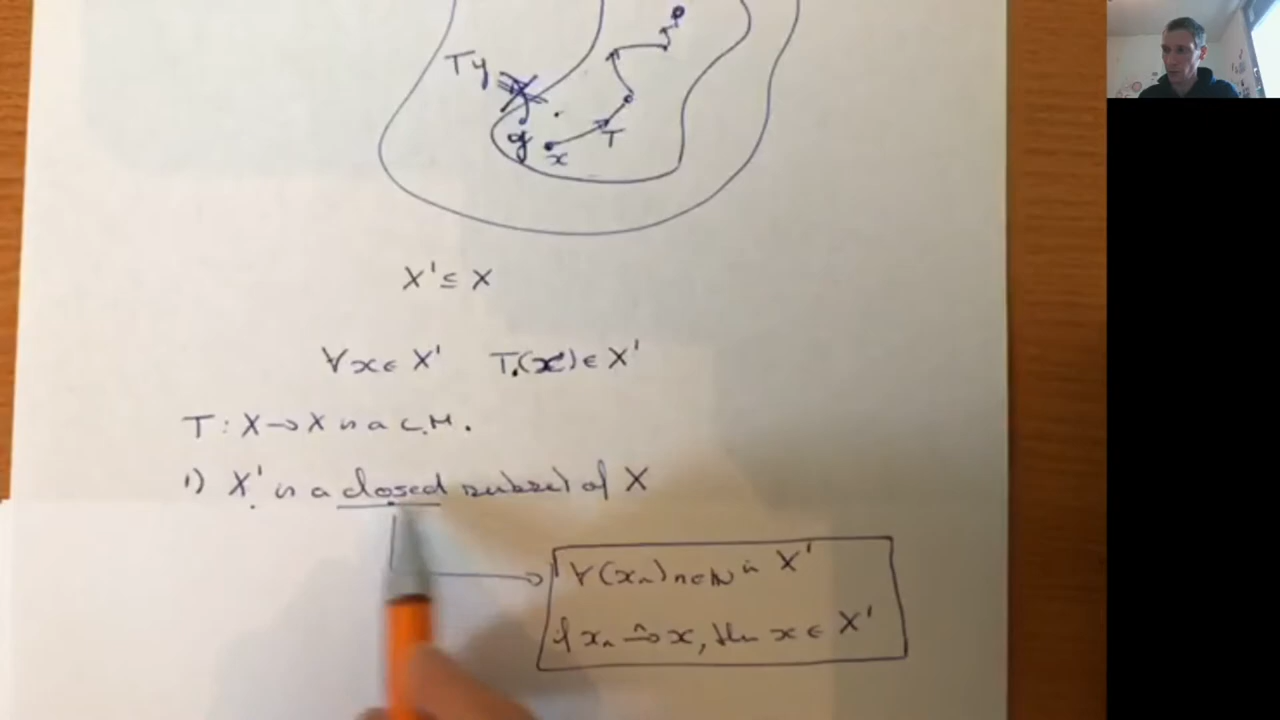 Ty
y
x
T
X' ⊆ X
∀x∈ X' T(x)∈ X'
T : X→X is a C.M.
1) X' is a closed subset of X
∀(xₙ)n∈ℕ in X'
if xₙ →ⁿ x, then x ∈ X'